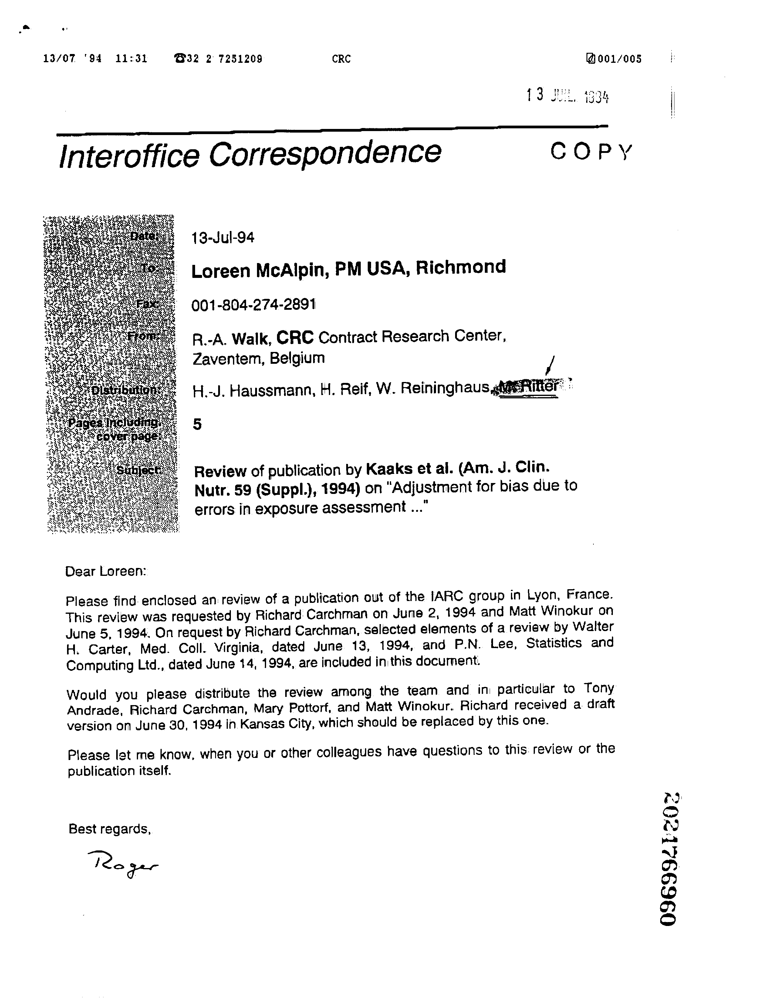 13/07 '94 11:31 ☎32 2 7251209 CRC 001/005
13 JUIL. 1994
Interoffice Correspondence COPY
Date: 13-Jul-94
To: Loreen McAlpin, PM USA, Richmond
Fax: 001-804-274-2891
From: R.-A. Walk, CRC Contract Research Center,
Zaventem, Belgium
Distribution: H.-J. Haussmann, H. Reif, W. Reininghaus, Ritter
Pages including 5
cover page:
Subject: Review of publication by Kaaks et al. (Am. J. Clin.
Nutr. 59 (Suppl.), 1994) on "Adjustment for bias due to
errors in exposure assessment ..."
Dear Loreen:
Please find enclosed an review of a publication out of the IARC group in Lyon, France.
This review was requested by Richard Carchman on June 2, 1994 and Matt Winokur on
June 5, 1994. On request by Richard Carchman, selected elements of a review by Walter
H. Carter, Med. Coll. Virginia, dated June 13, 1994, and P.N. Lee, Statistics and
Computing Ltd., dated June 14, 1994, are included in this document.
Would you please distribute the review among the team and in particular to Tony
Andrade, Richard Carchman, Mary Pottorf, and Matt Winokur. Richard received a draft
version on June 30, 1994 in Kansas City, which should be replaced by this one.
Please let me know, when you or other colleagues have questions to this review or the
publication itself.
Best regards,
Roger
2021766960